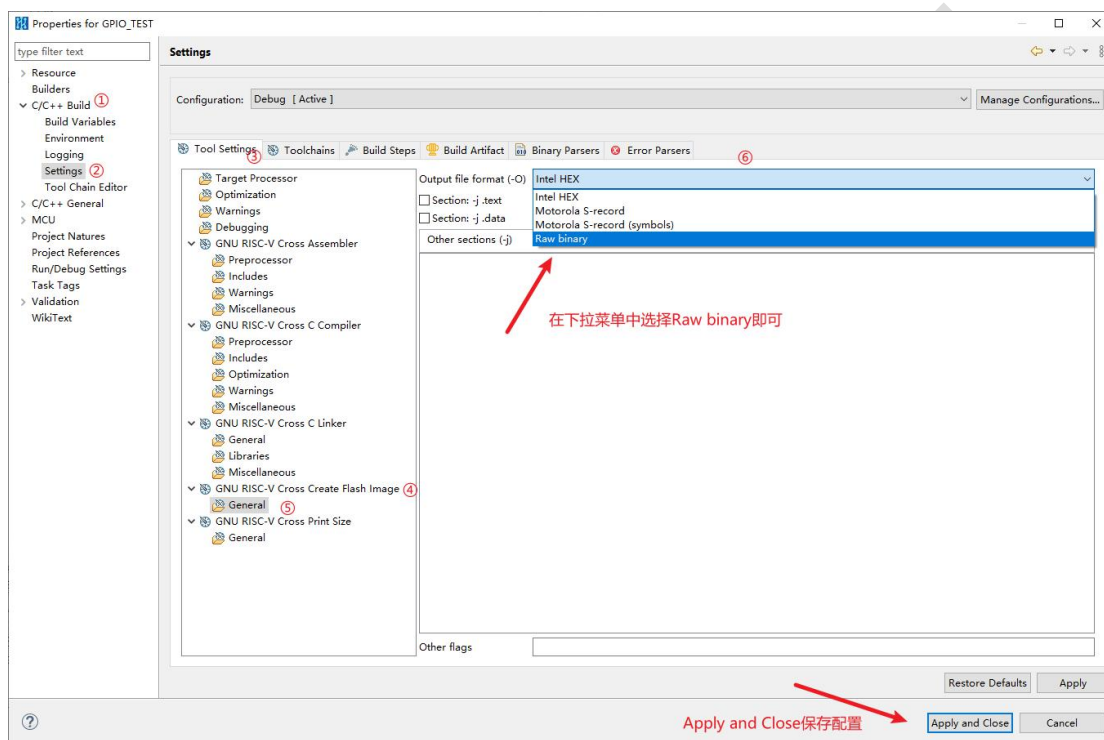 Properties for GPIO_TEST
type filter text
Settings
Resource
Builders
C/C++ Build ①
Build Variables
Environment
Logging
Settings ②
Tool Chain Editor
C/C++ General
MCU
Project Natures
Project References
Run/Debug Settings
Task Tags
Validation
WikiText
Configuration: Debug [ Active ]
Manage Configurations...
Tool Settings ③ Toolchains Build Steps Build Artifact Binary Parsers Error Parsers ⑥
Target Processor
Optimization
Warnings
Debugging
GNU RISC-V Cross Assembler
Preprocessor
Includes
Warnings
Miscellaneous
GNU RISC-V Cross C Compiler
Preprocessor
Includes
Optimization
Warnings
Miscellaneous
GNU RISC-V Cross C Linker
General
Libraries
Miscellaneous
GNU RISC-V Cross Create Flash Image ④
General ⑤
GNU RISC-V Cross Print Size
General
Output file format (-O) Intel HEX
Intel HEX
Motorola S-record
Motorola S-record (symbols)
Raw binary
Section: -j .text
Section: -j .data
Other sections (-j)
在下拉菜单中选择Raw binary即可
Other flags
Restore Defaults Apply
Apply and Close保存配置
Apply and Close Cancel